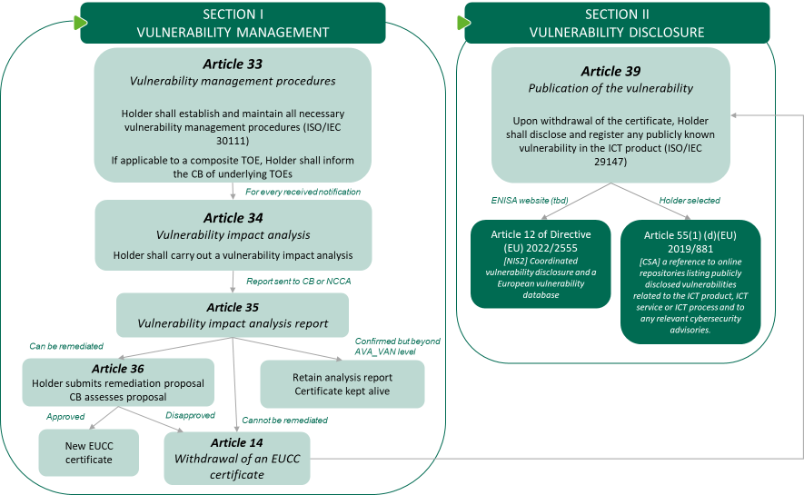 SECTION I
VULNERABILITY MANAGEMENT
Article 33
Vulnerability management procedures
Holder shall establish and maintain all necessary
vulnerability management procedures (ISO/IEC
30111)
If applicable to a composite TOE, Holder shall inform
the CB of underlying TOEs
For every received notification
Article 34
Vulnerability impact analysis
Holder shall carry out a vulnerability impact analysis
Report sent to CB or NCCA
Article 35
Vulnerability impact analysis report
Can be remediated
Confirmed but beyond
AVA_VAN level
Article 36
Holder submits remediation proposal
CB assesses proposal
Retain analysis report
Certificate kept alive
Approved
Disapproved
Cannot be remediated
New EUCC
certificate
Article 14
Withdrawal of an EUCC
certificate
SECTION II
VULNERABILITY DISCLOSURE
Article 39
Publication of the vulnerability
Upon withdrawal of the certificate, Holder
shall disclose and register any publicly known
vulnerability in the ICT product (ISO/IEC
29147)
ENISA website (tbd)
Holder selected
Article 12 of Directive
(EU) 2022/2555
[NIS2] Coordinated
vulnerability disclosure and a
European vulnerability
database
Article 55(1) (d)(EU)
2019/881
[CSA] a reference to online
repositories listing publicly
disclosed vulnerabilities
related to the ICT product, ICT
service or ICT process and to
any relevant cybersecurity
advisories.